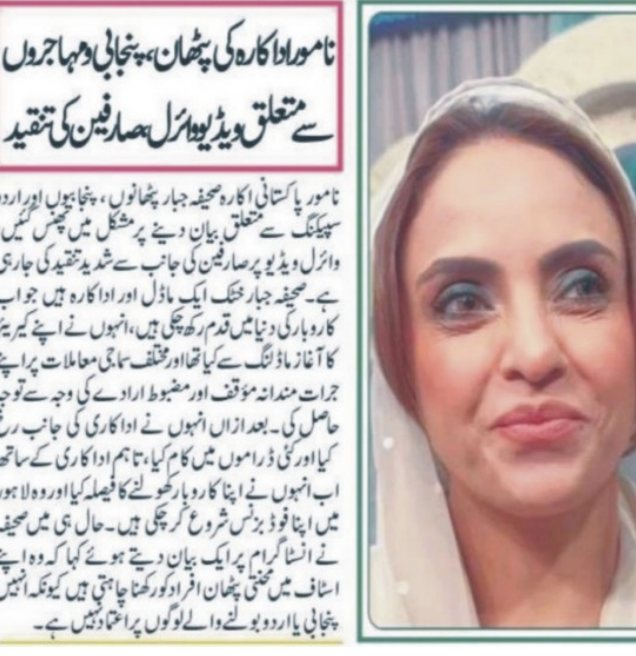 نامور اداکارہ کی پٹھان، پنجابی و مہاجروں
سے متعلق ویڈیو وائرل، صارفین کی تنقید
نامور پاکستانی اکارہ صحیفہ جبار پٹھانوں، پنجابیوں اور اردو
سپیکنگ سے متعلق بیان دینے پر مشکل میں پھنس گئیں
وائرل ویڈیو پر صارفین کی جانب سے شدید تنقید کی جارہی
ہے۔ صحیفہ جبار خٹک ایک ماڈل اور اداکارہ ہیں جو اب
کاروبار کی دنیا میں قدم رکھ چکی ہیں، انہوں نے اپنے کیریئر
کا آغاز ماڈلنگ سے کیا تھا اور مختلف سماجی معاملات پر اپنے
جرات مندانہ مؤقف اور مضبوط ارادے کی وجہ سے توجہ
حاصل کی۔ بعد ازاں انہوں نے اداکاری کی جانب رخ
کیا اور کئی ڈراموں میں کام کیا، تاہم اداکاری کے ساتھ
اب انہوں نے اپنا کاروبار کھولنے کا فیصلہ کیا اور وہ لاہور
میں اپنا فوڈ بزنس شروع کرچکی ہیں۔ حال ہی میں صحیفہ
نے انسٹاگرام پر ایک بیان دیتے ہوئے کہا کہ وہ اپنے
اسٹاف میں محنتی پٹھان افراد کو رکھنا چاہتی ہیں کیونکہ انہیں
پنجابی یا اردو بولنے والے لوگوں پر اعتماد نہیں ہے۔